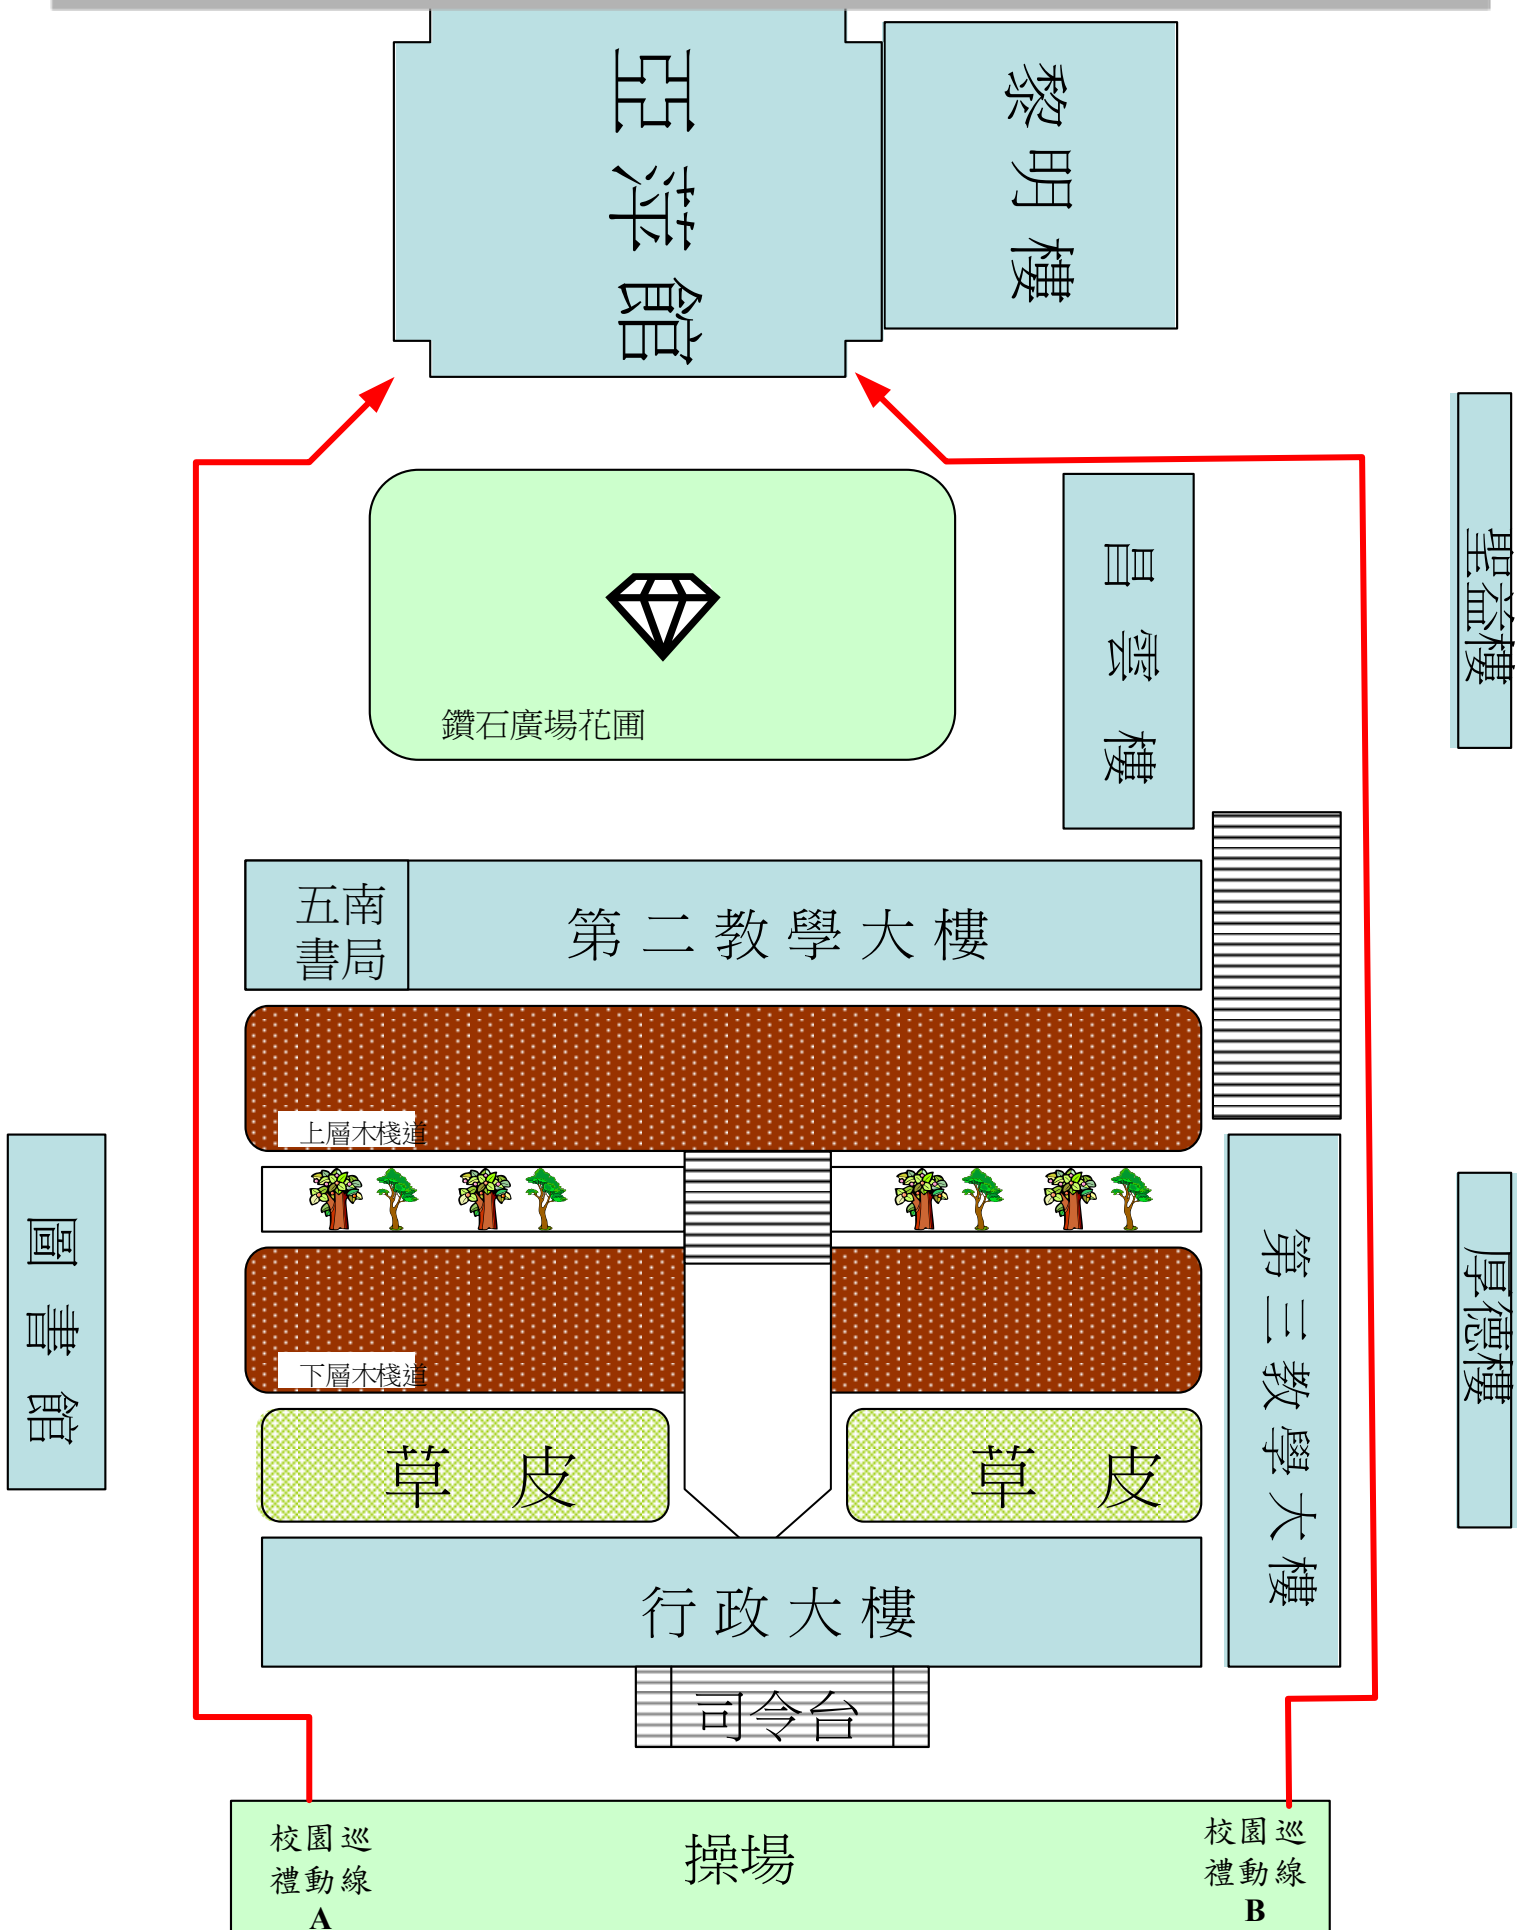 亞萍館
黎明樓
聖益樓
昌雲樓
鑽石廣場花圃
五南
書局
第二教學大樓
上層木棧道
圖書館
第三教學大樓
厚德樓
下層木棧道
草皮
草皮
行政大樓
司令台
校園巡
禮動線
A
操場
校園巡
禮動線
B